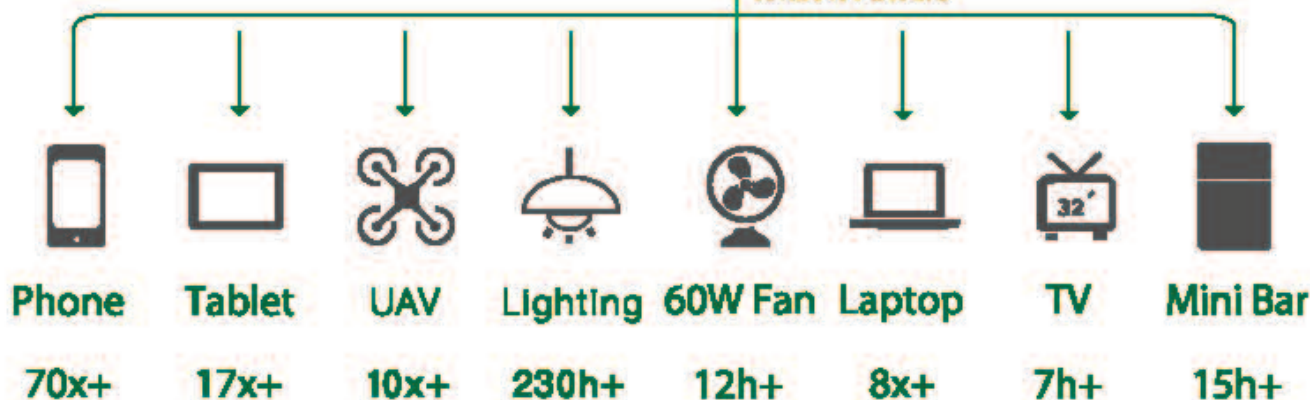 32′
Phone Tablet UAV Lighting 60W Fan Laptop TV Mini Bar
70x+ 17x+ 10x+ 230h+ 12h+ 8x+ 7h+ 15h+